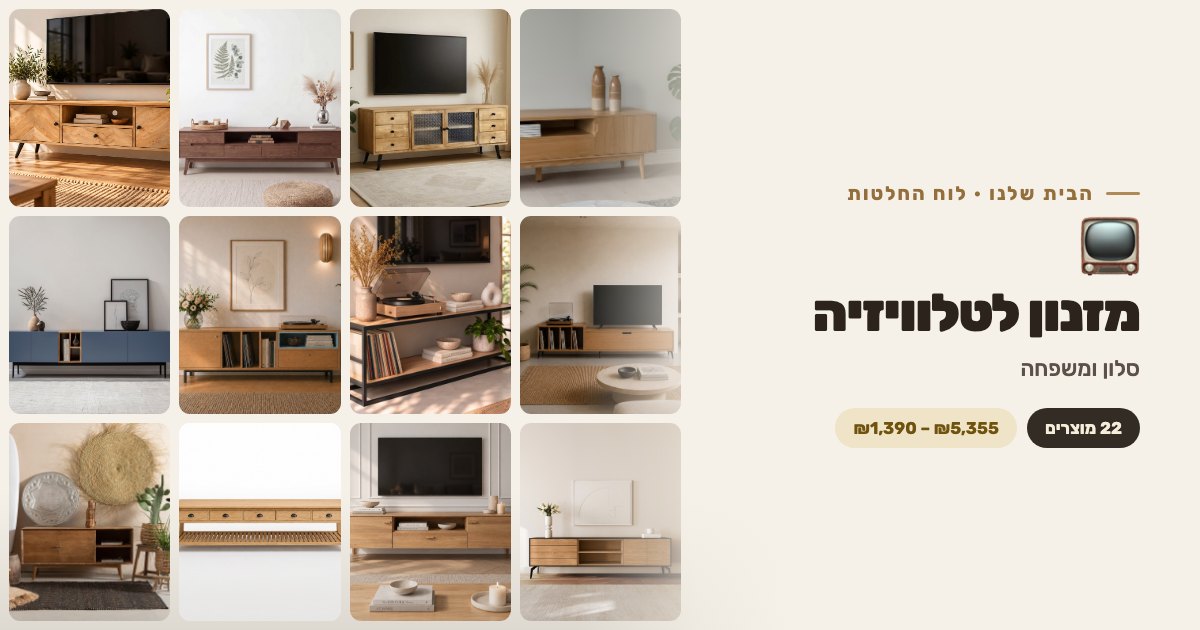 הבית שלנו • לוח החלטות
מזנון לטלוויזיה
סלון ומשפחה
22 מוצרים
₪1,390 – ₪5,355